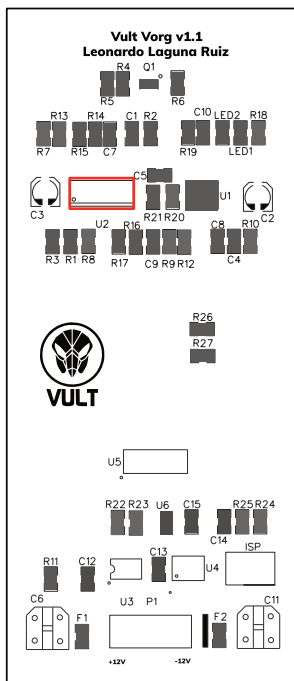 Vult Vorg v1.1
Leonardo Laguna Ruiz
R4 Q1
R5 R6
R13 R14 C1 R2 C10 LED2 R18
R7 R15 C7 R19 LED1
C5
C3 R21 R20 U1 C2
U2 R16 C8 R10
R3 R1 R8 R17 C9 R9 R12 C4
R26
R27
VULT
U5
R22 R23 U6 C15 R25 R24
C14
C13 ISP
R11 C12 U4
C6 U3 P1 C11
F1 F2
+12V -12V